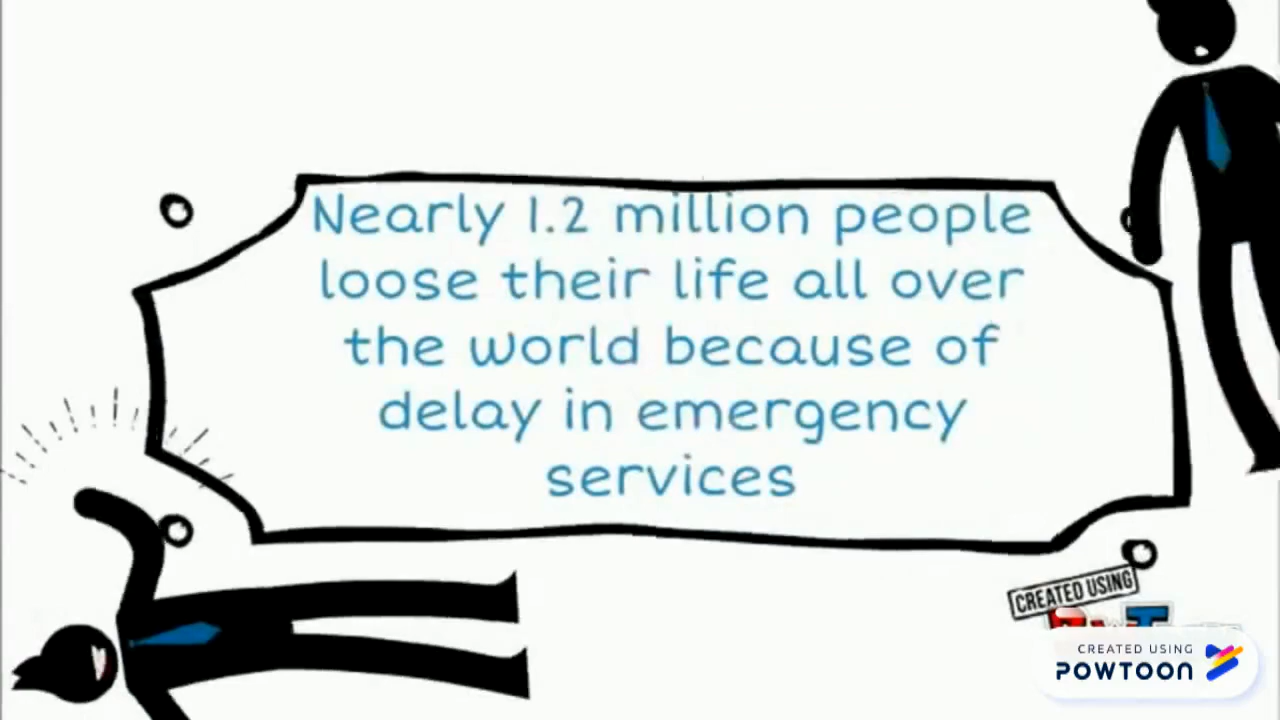 Nearly 1.2 million people
loose their life all over
the world because of
delay in emergency
services
CREATED USING
CREATED USING
POWTOON